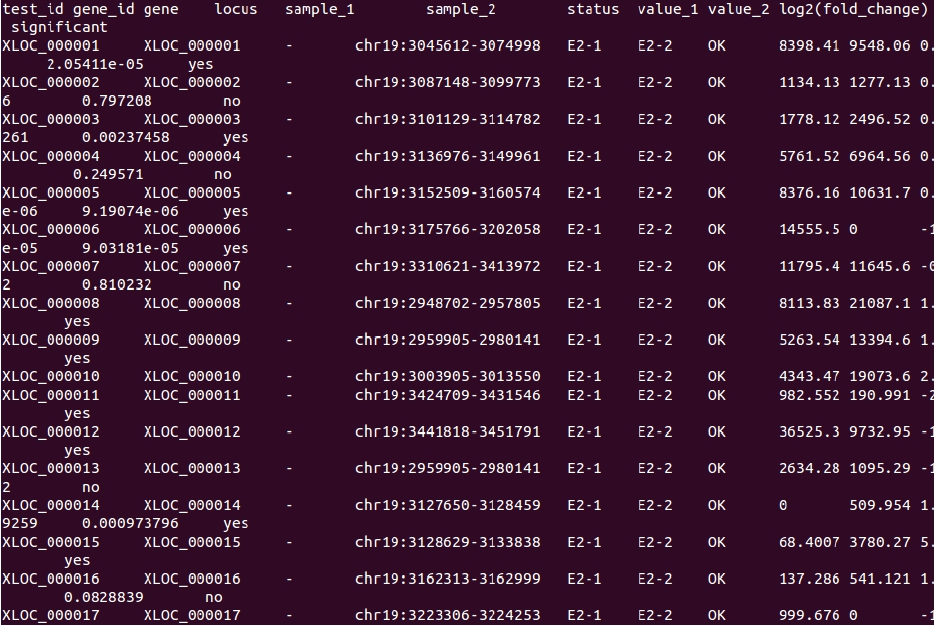 test_id gene_id gene locus sample_1 sample_2 status value_1 value_2 log2(fold_change)
significant
XLOC_000001 XLOC_000001 - chr19:3045612-3074998 E2-1 E2-2 OK 8398.41 9548.06 0.
2.05411e-05 yes
XLOC_000002 XLOC_000002 - chr19:3087148-3099773 E2-1 E2-2 OK 1134.13 1277.13 0.
6 0.797208 no
XLOC_000003 XLOC_000003 - chr19:3101129-3114782 E2-1 E2-2 OK 1778.12 2496.52 0.
261 0.00237458 yes
XLOC_000004 XLOC_000004 - chr19:3136976-3149961 E2-1 E2-2 OK 5761.52 6964.56 0.
0.249571 no
XLOC_000005 XLOC_000005 - chr19:3152509-3160574 E2-1 E2-2 OK 8376.16 10631.7 0.
e-06 9.19074e-06 yes
XLOC_000006 XLOC_000006 - chr19:3175766-3202058 E2-1 E2-2 OK 14555.5 0 -1
e-05 9.03181e-05 yes
XLOC_000007 XLOC_000007 - chr19:3310621-3413972 E2-1 E2-2 OK 11795.4 11645.6 -0
2 0.810232 no
XLOC_000008 XLOC_000008 - chr19:2948702-2957805 E2-1 E2-2 OK 8113.83 21087.1 1.
yes
XLOC_000009 XLOC_000009 - chr19:2959905-2980141 E2-1 E2-2 OK 5263.54 13394.6 1.
yes
XLOC_000010 XLOC_000010 - chr19:3003905-3013550 E2-1 E2-2 OK 4343.47 19073.6 2.
XLOC_000011 XLOC_000011 - chr19:3424709-3431546 E2-1 E2-2 OK 982.552 190.991 -2
yes
XLOC_000012 XLOC_000012 - chr19:3441818-3451791 E2-1 E2-2 OK 36525.3 9732.95 -1
yes
XLOC_000013 XLOC_000013 - chr19:2959905-2980141 E2-1 E2-2 OK 2634.28 1095.29 -1
2 no
XLOC_000014 XLOC_000014 - chr19:3127650-3128459 E2-1 E2-2 OK 0 509.954 1.
9259 0.000973796 yes
XLOC_000015 XLOC_000015 - chr19:3128629-3133838 E2-1 E2-2 OK 68.4007 3780.27 5.
yes
XLOC_000016 XLOC_000016 - chr19:3162313-3162999 E2-1 E2-2 OK 137.286 541.121 1.
0.0828839 no
XLOC_000017 XLOC_000017 - chr19:3223306-3224253 E2-1 E2-2 OK 999.676 0 -1